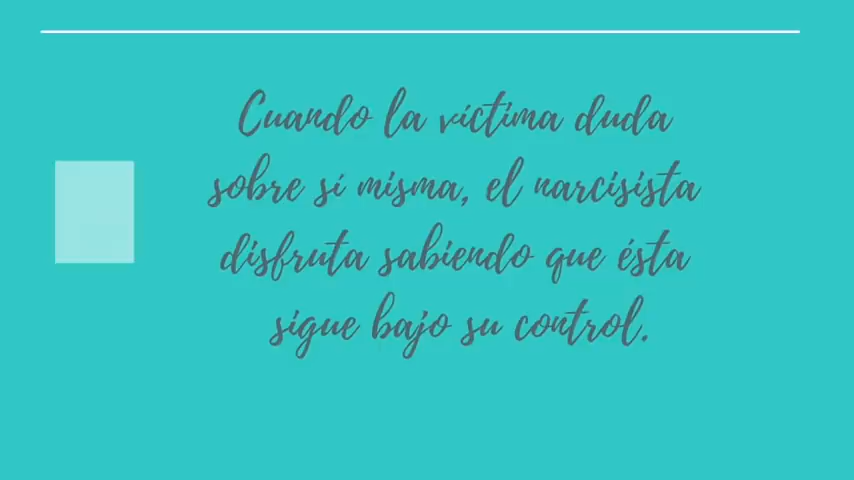 Cuando la víctima duda
sobre sí misma, el narcisista
disfruta sabiendo que ésta
sigue bajo su control.